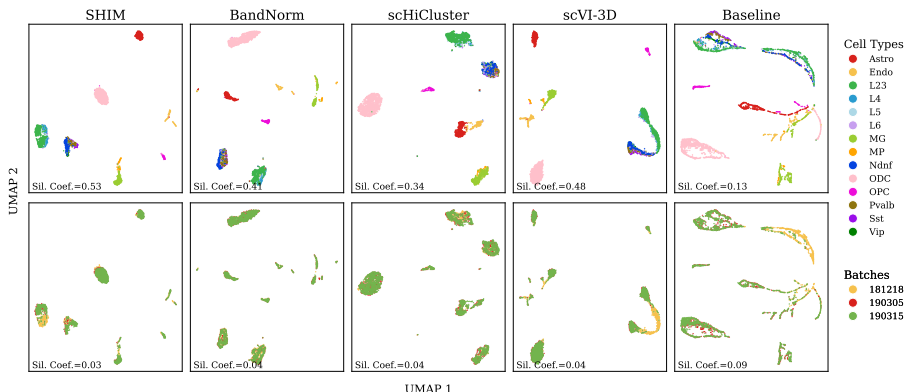 SHIM BandNorm scHiCluster scVI-3D Baseline
Sil. Coef.=0.53 Sil. Coef.=0.41 Sil. Coef.=0.34 Sil. Coef.=0.48 Sil. Coef.=0.13
Cell Types
Astro
Endo
L23
L4
L5
L6
MG
MP
Ndnf
ODC
OPC
Pvalb
Sst
Vip
UMAP 2
Sil. Coef.=0.03 Sil. Coef.=0.04 Sil. Coef.=0.04 Sil. Coef.=0.04 Sil. Coef.=0.09
Batches
181218
190305
190315
UMAP 1